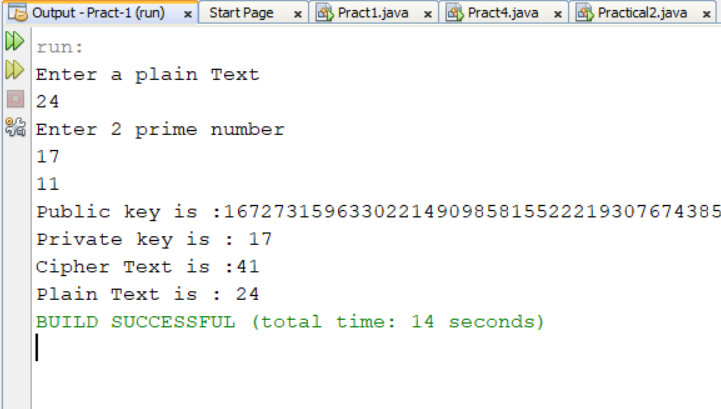 Output - Pract-1 (run) x Start Page x Pract1.java x Pract4.java x Practical2.java x
run:
Enter a plain Text
24
Enter 2 prime number
17
11
Public key is :16727315963302214909858155222219307674385
Private key is : 17
Cipher Text is :41
Plain Text is : 24
BUILD SUCCESSFUL (total time: 14 seconds)